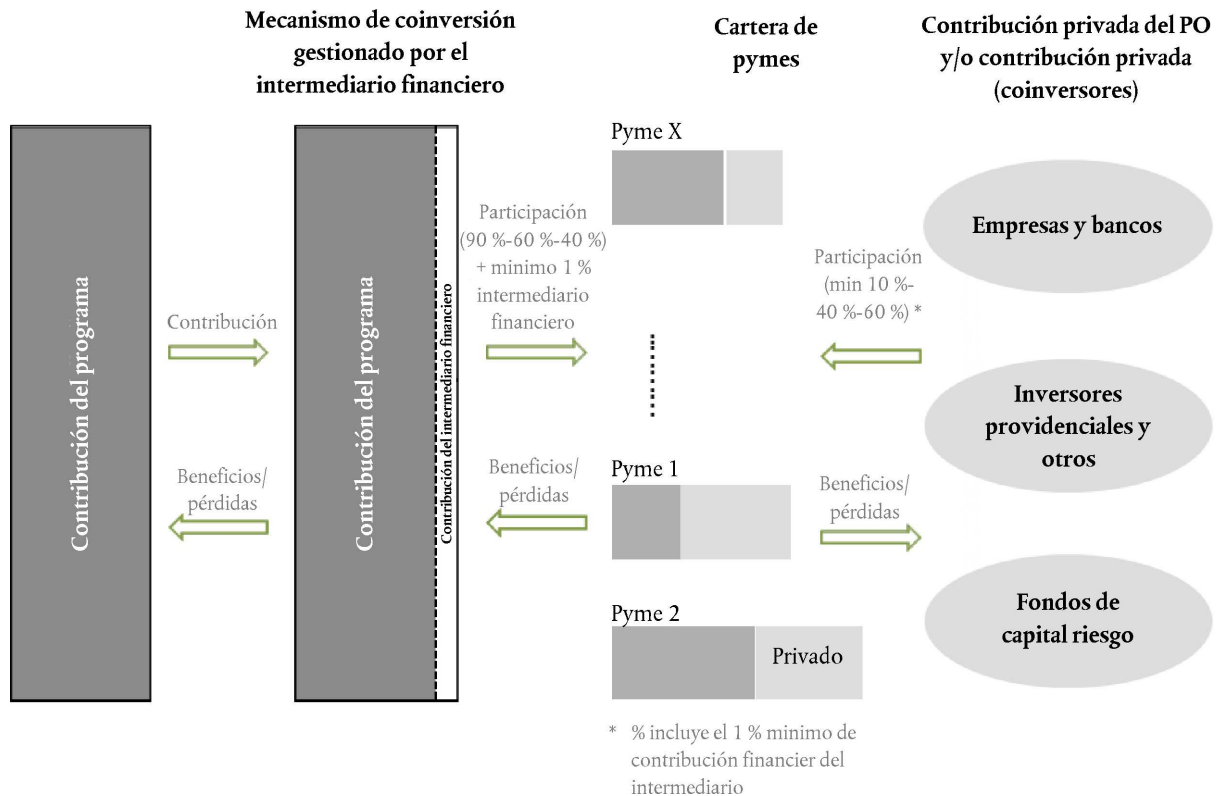 Mecanismo de coinversión
gestionado por el
intermediario financiero
Cartera de
pymes
Contribución privada del PO
y/o contribución privada
(coinversores)
Contribución del programa
Contribución
Beneficios/
pérdidas
Contribución del programa
Contribución del intermediario financiero
Participación
(90 %-60 %-40 %)
+ minimo 1 %
intermediario
financiero
Beneficios/
pérdidas
Pyme X
Pyme 1
Pyme 2
Privado
Participación
(min 10 %-
40 %-60 %) *
Beneficios/
pérdidas
Empresas y bancos
Inversores
providenciales y
otros
Fondos de
capital riesgo
* % incluye el 1 % minimo de
contribución financier del
intermediario